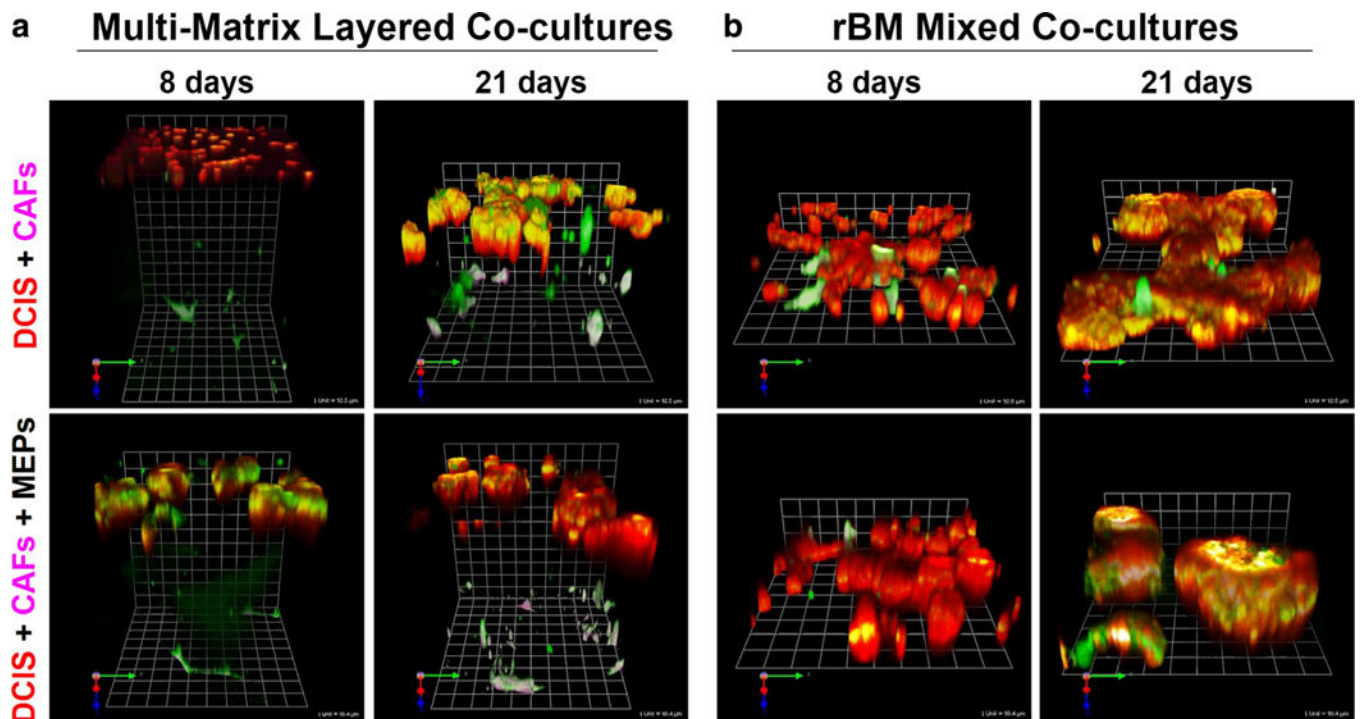 a Multi-Matrix Layered Co-cultures
b rBM Mixed Co-cultures
8 days
21 days
8 days
21 days
DCIS + CAFs
DCIS + CAFs + MEPs